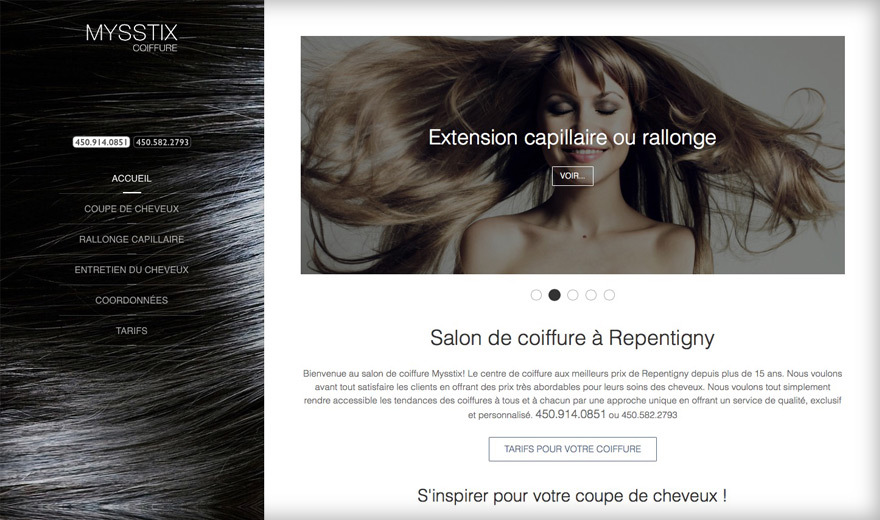 MYSSTIX
COIFFURE
450.914.0851 450.582.2793
ACCUEIL
COUPE DE CHEVEUX
RALLONGE CAPILLAIRE
ENTRETIEN DU CHEVEUX
COORDONNÉES
TARIFS
Extension capillaire ou rallonge
VOIR...
Salon de coiffure à Repentigny
Bienvenue au salon de coiffure Mysstix! Le centre de coiffure aux meilleurs prix de Repentigny depuis plus de 15 ans. Nous voulons
avant tout satisfaire les clients en offrant des prix très abordables pour leurs soins des cheveux. Nous voulons tout simplement
rendre accessible les tendances des coiffures à tous et à chacun par une approche unique en offrant un service de qualité, exclusif
et personnalisé. 450.914.0851 ou 450.582.2793
TARIFS POUR VOTRE COIFFURE
S'inspirer pour votre coupe de cheveux !